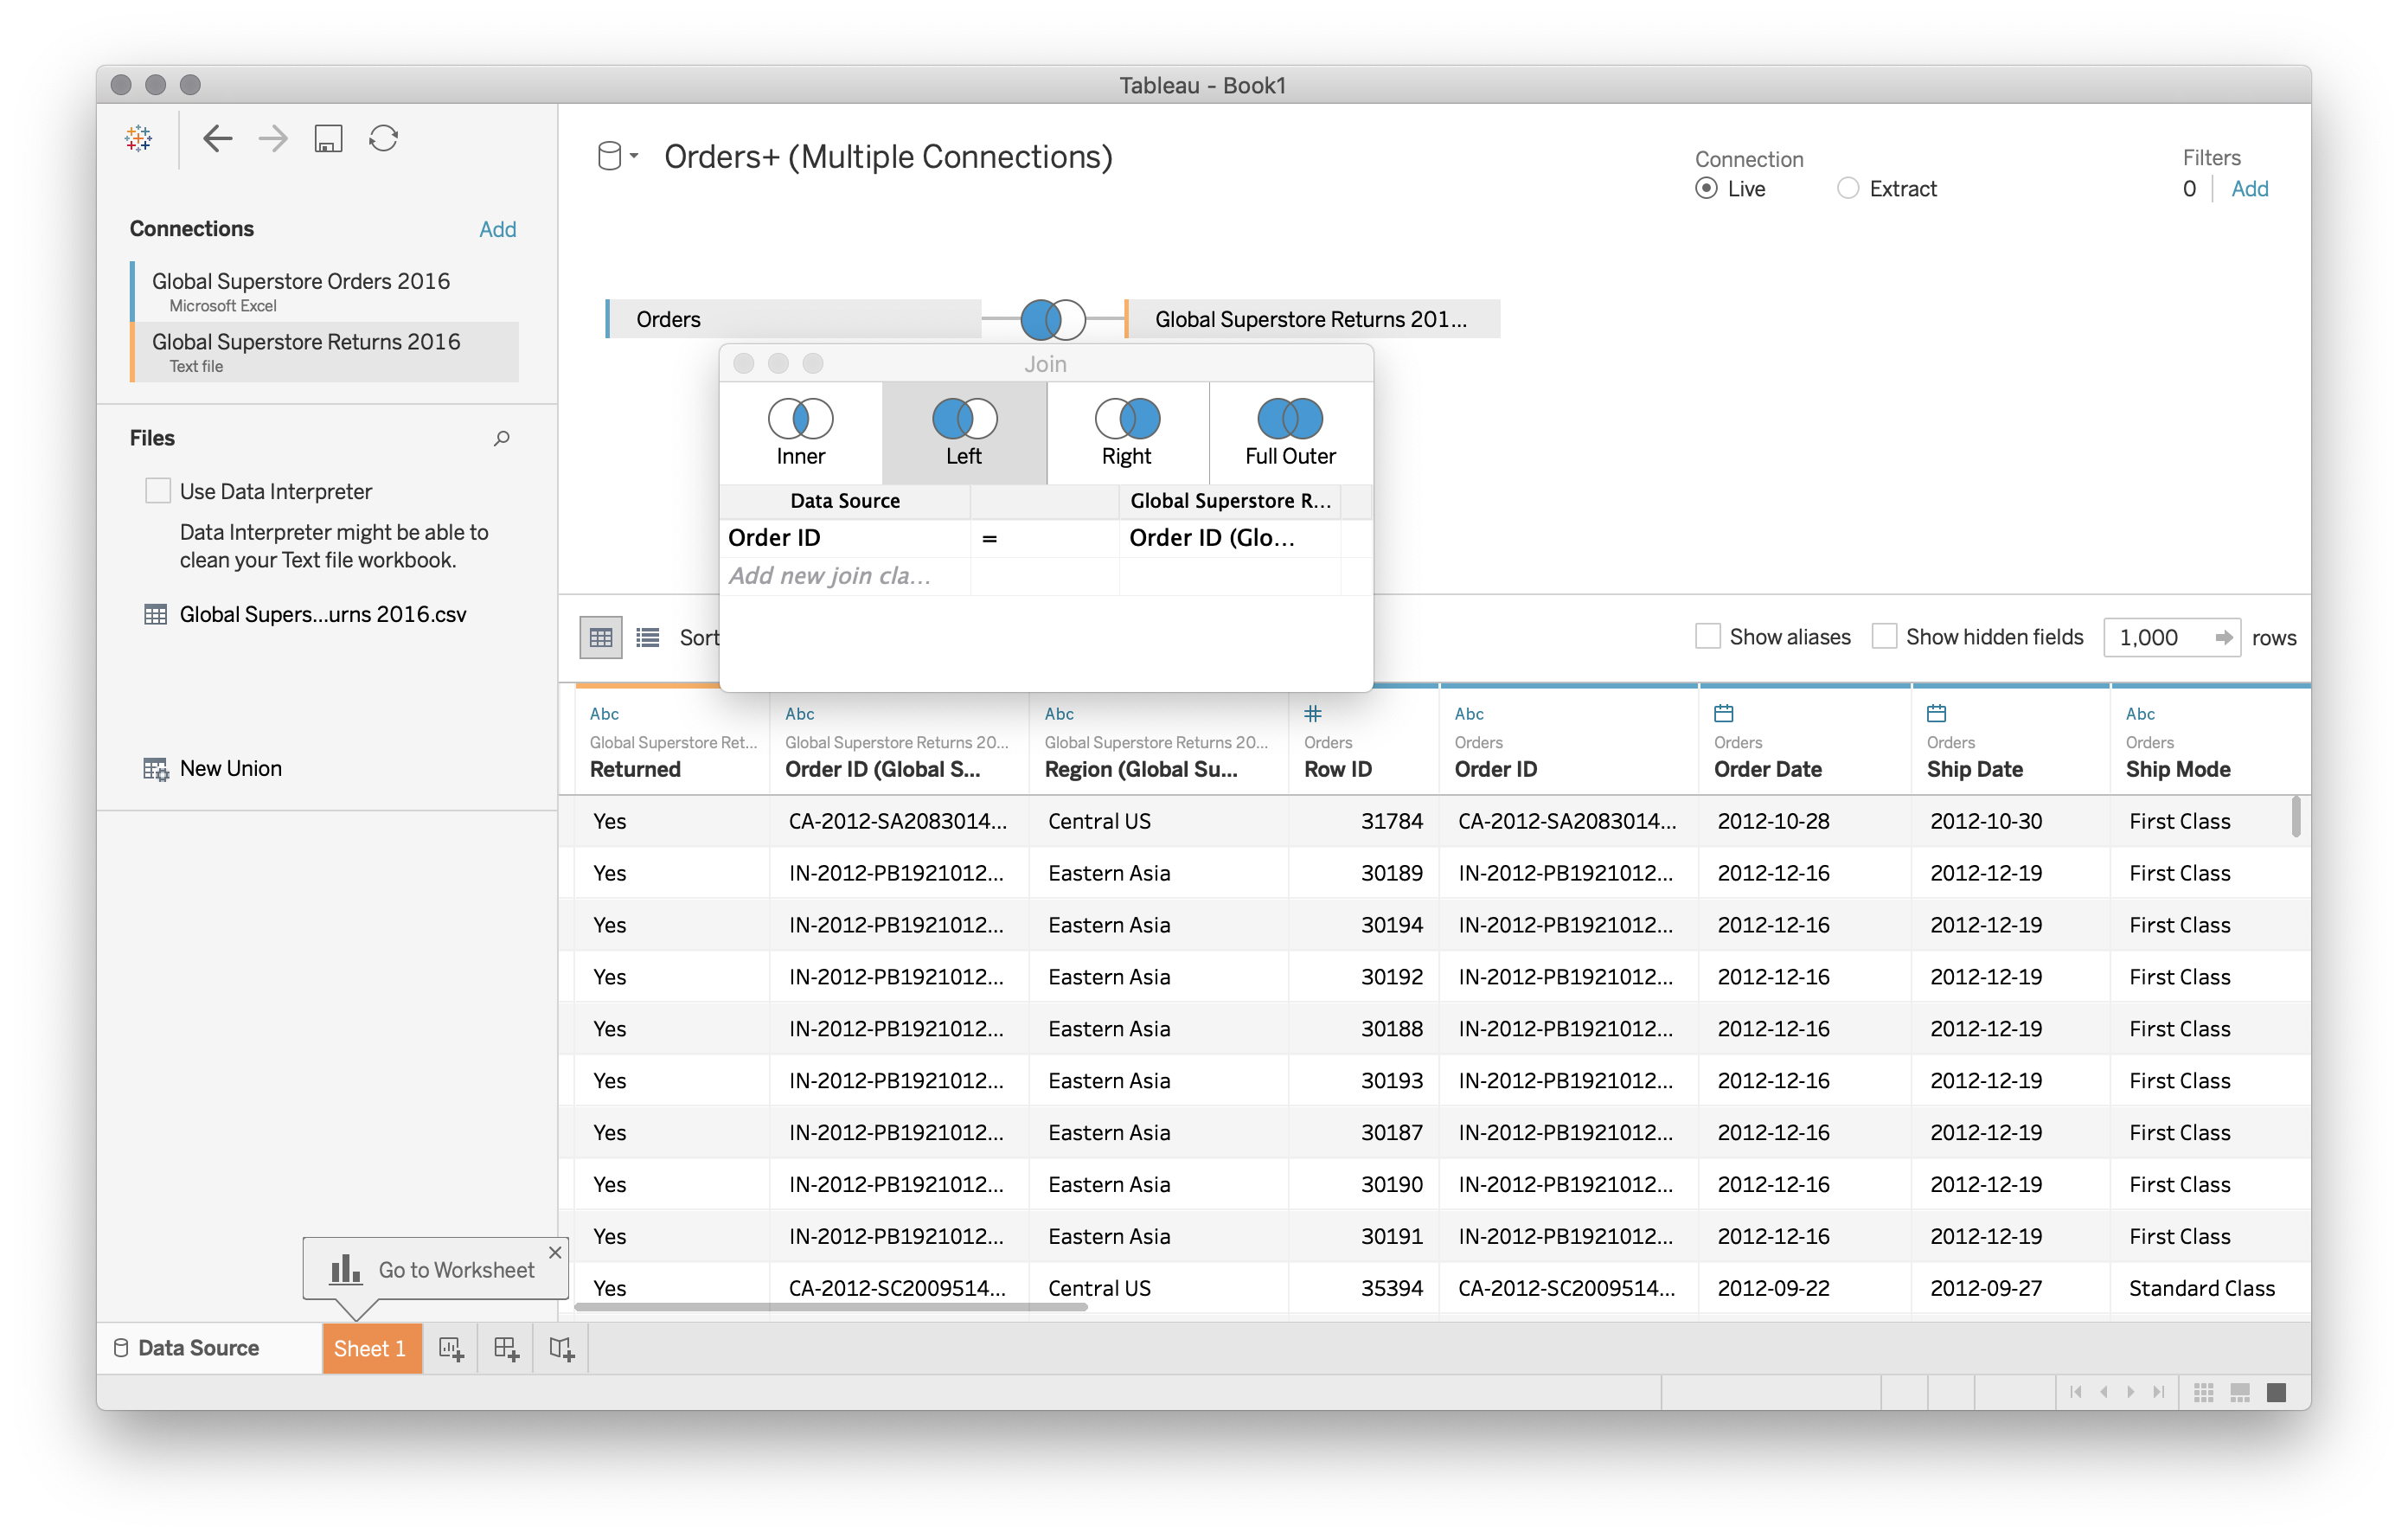 Tableau - Book1
Connections Add
Global Superstore Orders 2016
Microsoft Excel
Global Superstore Returns 2016
Text file
Files
Use Data Interpreter
Data Interpreter might be able to
clean your Text file workbook.
Global Supers...urns 2016.csv
New Union
Orders+ (Multiple Connections)
Connection
Live Extract
Filters
0 Add
Orders
Global Superstore Returns 201...
Join
Inner Left Right Full Outer
Data Source Global Superstore R...
Order ID = Order ID (Glo...
Add new join cla...
Sort
Show aliases Show hidden fields 1,000 rows
Abc Abc Abc # Abc Abc
Global Superstore Ret... Global Superstore Returns 20... Global Superstore Returns 20... Orders Orders Orders Orders Orders
Returned Order ID (Global S... Region (Global Su... Row ID Order ID Order Date Ship Date Ship Mode
Yes CA-2012-SA2083014... Central US 31784 CA-2012-SA2083014... 2012-10-28 2012-10-30 First Class
Yes IN-2012-PB1921012... Eastern Asia 30189 IN-2012-PB1921012... 2012-12-16 2012-12-19 First Class
Yes IN-2012-PB1921012... Eastern Asia 30194 IN-2012-PB1921012... 2012-12-16 2012-12-19 First Class
Yes IN-2012-PB1921012... Eastern Asia 30192 IN-2012-PB1921012... 2012-12-16 2012-12-19 First Class
Yes IN-2012-PB1921012... Eastern Asia 30188 IN-2012-PB1921012... 2012-12-16 2012-12-19 First Class
Yes IN-2012-PB1921012... Eastern Asia 30193 IN-2012-PB1921012... 2012-12-16 2012-12-19 First Class
Yes IN-2012-PB1921012... Eastern Asia 30187 IN-2012-PB1921012... 2012-12-16 2012-12-19 First Class
Yes IN-2012-PB1921012... Eastern Asia 30190 IN-2012-PB1921012... 2012-12-16 2012-12-19 First Class
Yes IN-2012-PB1921012... Eastern Asia 30191 IN-2012-PB1921012... 2012-12-16 2012-12-19 First Class
Yes CA-2012-SC2009514... Central US 35394 CA-2012-SC2009514... 2012-09-22 2012-09-27 Standard Class
Go to Worksheet
Data Source Sheet 1